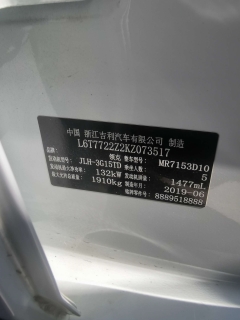 中国 浙江吉利汽车有限公司 制造
L6T7722Z2KZ073517
品牌 领克 整车型号 MR7153D10
发动机型号 JLH-3G15TD 乘坐人数 5
发动机最大净功率 132kW 发动机排量 1477mL
最大允许总质量 1910kg 制造年月 2019-06
8889518888